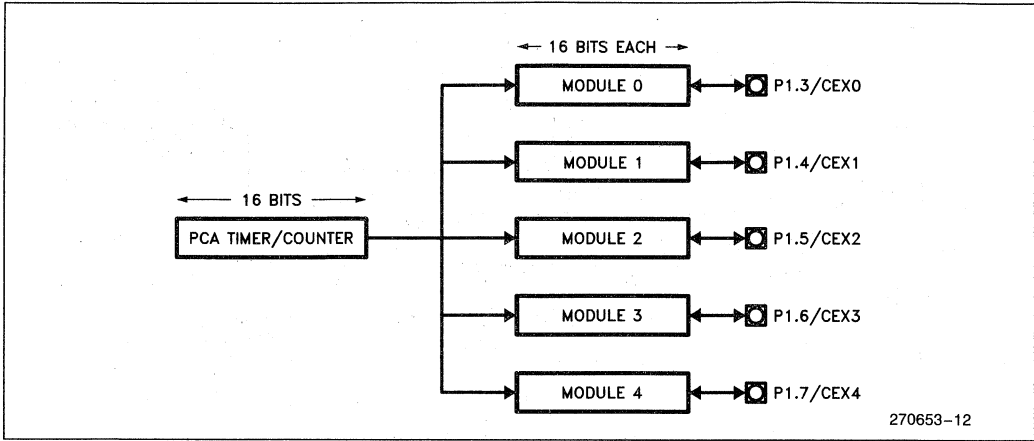 16 BITS EACH
MODULE 0
P1.3/CEX0
MODULE 1
P1.4/CEX1
16 BITS
PCA TIMER/COUNTER
MODULE 2
P1.5/CEX2
MODULE 3
P1.6/CEX3
MODULE 4
P1.7/CEX4
270653-12